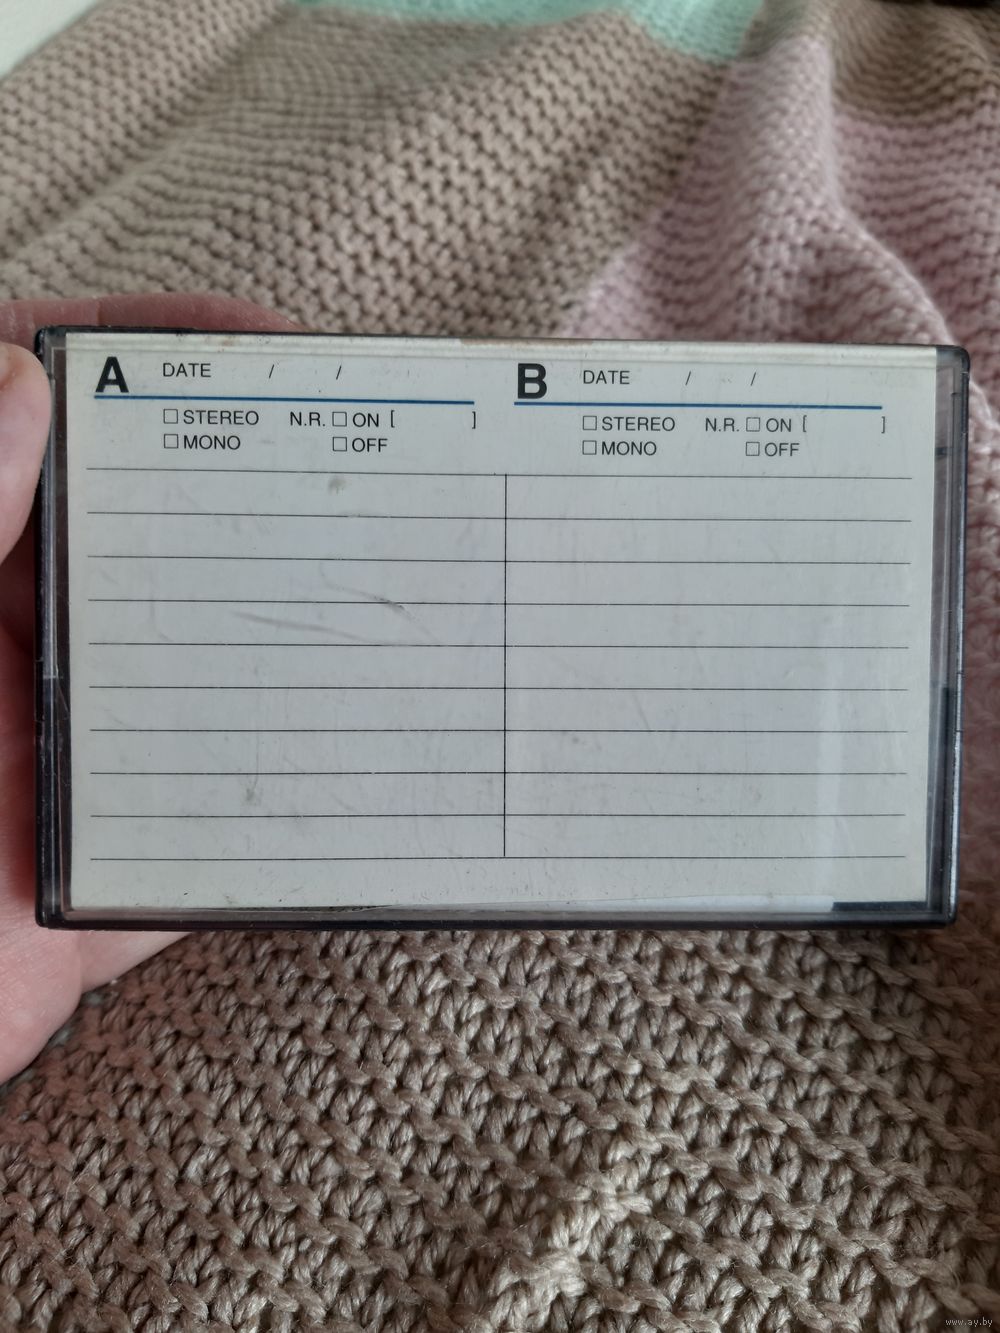 A DATE / /
☐ STEREO N.R. ☐ ON [ ]
☐ MONO ☐ OFF
B DATE / /
☐ STEREO N.R. ☐ ON [ ]
☐ MONO ☐ OFF
www.ay.by